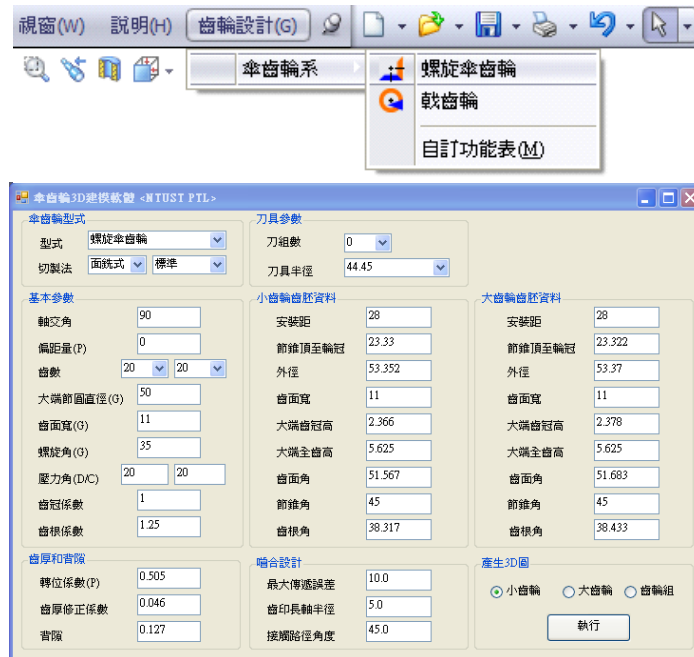 視窗(W) 說明(H) 齒輪設計(G)
傘齒輪系
螺旋傘齒輪
戟齒輪
自訂功能表(M)
傘齒輪3D建模軟體 <NTUST PTL>
傘齒輪型式
型式 螺旋傘齒輪
切製法 面銑式 標準
刀具參數
刀組數 0
刀具半徑 44.45
基本參數
軸交角 90
偏距量(P) 0
齒數 20 20
大端節圓直徑(G) 50
齒面寬(G) 11
螺旋角(G) 35
壓力角(D/C) 20 20
齒冠係數 1
齒根係數 1.25
小齒輪齒胚資料
安裝距 28
節錐頂至輪冠 23.33
外徑 53.352
齒面寬 11
大端齒冠高 2.366
大端全齒高 5.625
齒面角 51.567
節錐角 45
齒根角 38.317
大齒輪齒胚資料
安裝距 28
節錐頂至輪冠 23.322
外徑 53.37
齒面寬 11
大端齒冠高 2.378
大端全齒高 5.625
齒面角 51.683
節錐角 45
齒根角 38.433
齒厚和背隙
轉位係數(P) 0.505
齒厚修正係數 0.046
背隙 0.127
嚙合設計
最大傳遞誤差 10.0
齒印長軸半徑 5.0
接觸路徑角度 45.0
產生3D圖
小齒輪 大齒輪 齒輪組
執行